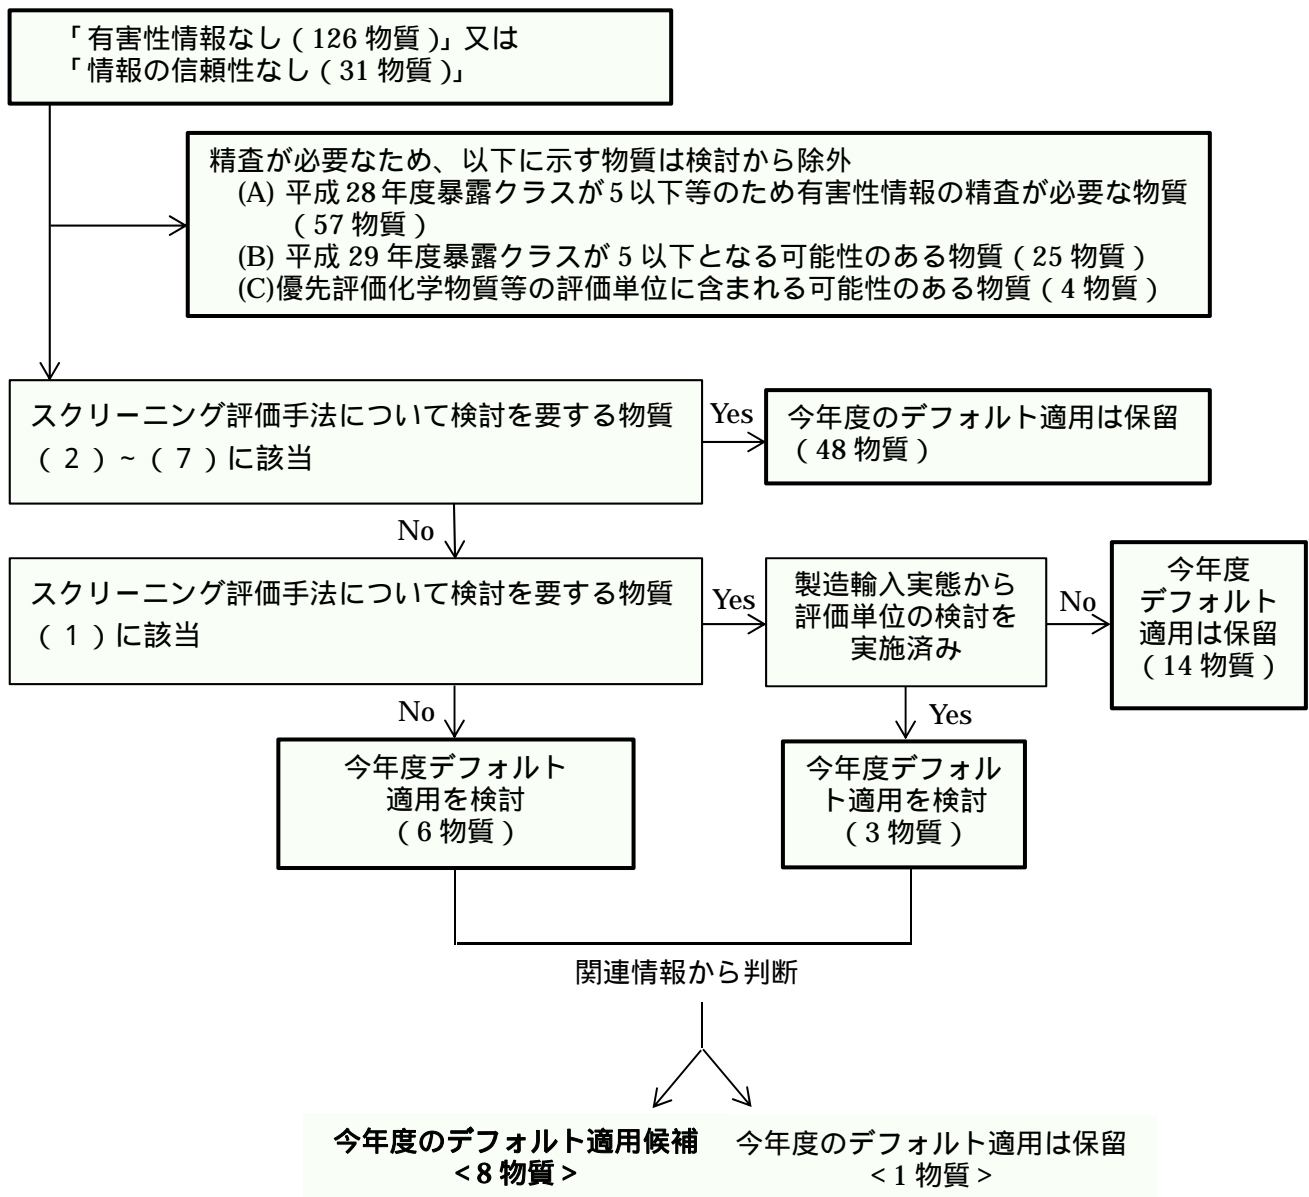 「有害性情報なし（126 物質）」又は
「情報の信頼性なし（31 物質）」
精査が必要なため、以下に示す物質は検討から除外
(A) 平成 28 年度暴露クラスが 5 以下等のため有害性情報の精査が必要な物質
（57 物質）
(B) 平成 29 年度暴露クラスが 5 以下となる可能性のある物質（25 物質）
(C)優先評価化学物質等の評価単位に含まれる可能性のある物質（4 物質）
スクリーニング評価手法について検討を要する物質
（２）~（７）に該当
Yes
今年度のデフォルト適用は保留
（48 物質）
No
スクリーニング評価手法について検討を要する物質
（１）に該当
Yes
製造輸入実態から
評価単位の検討を
実施済み
No
今年度
デフォルト
適用は保留
（14 物質）
No
Yes
今年度デフォルト
適用を検討
（6 物質）
今年度デフォル
ト適用を検討
（3 物質）
関連情報から判断
今年度のデフォルト適用候補
<8 物質>
今年度のデフォルト適用は保留
<1 物質>